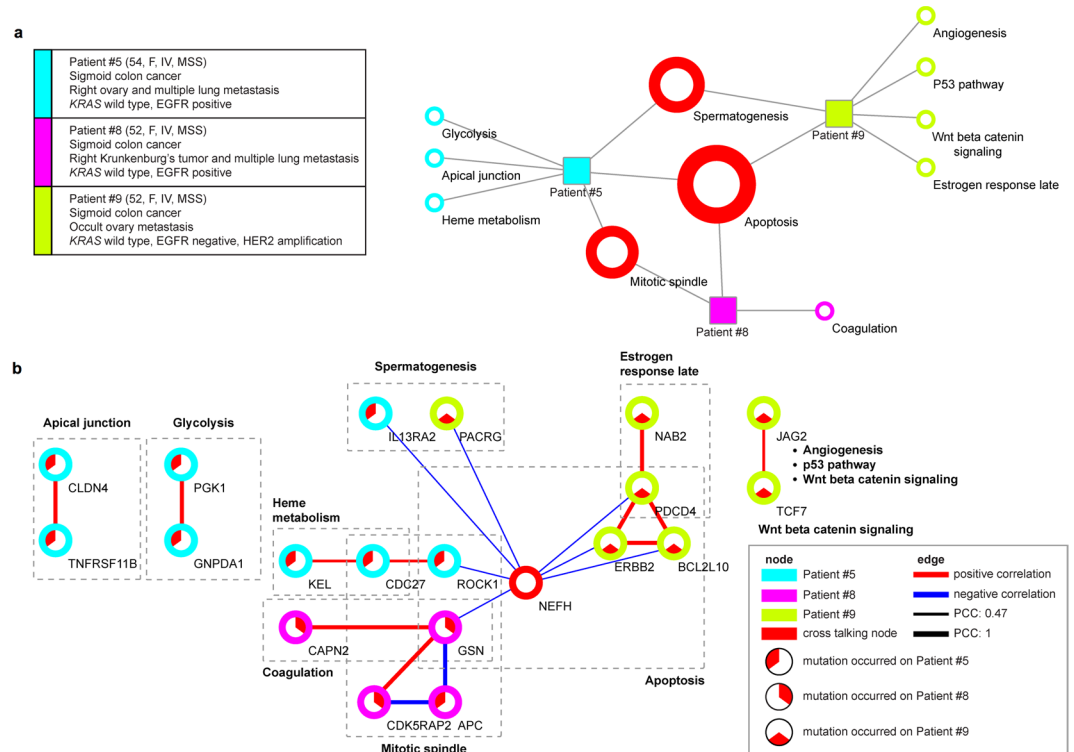 a
Patient #5 (54, F, IV, MSS)
Sigmoid colon cancer
Right ovary and multiple lung metastasis
KRAS wild type, EGFR positive
Patient #8 (52, F, IV, MSS)
Sigmoid colon cancer
Right Krunkenburg's tumor and multiple lung metastasis
KRAS wild type, EGFR positive
Patient #9 (52, F, IV, MSS)
Sigmoid colon cancer
Occult ovary metastasis
KRAS wild type, EGFR negative, HER2 amplification
Glycolysis
Apical junction
Heme metabolism
Patient #5
Spermatogenesis
Apoptosis
Mitotic spindle
Patient #8
Coagulation
Patient #9
Angiogenesis
P53 pathway
Wnt beta catenin
signaling
Estrogen response late
b
Apical junction
CLDN4
TNFRSF11B
Glycolysis
PGK1
GNPDA1
Spermatogenesis
IL13RA2
PACRG
Estrogen
response late
NAB2
PDCD4
ERBB2
BCL2L10
JAG2
• Angiogenesis
• p53 pathway
• Wnt beta catenin signaling
TCF7
Wnt beta catenin signaling
Heme
metabolism
KEL
CDC27
ROCK1
NEFH
CAPN2
GSN
Coagulation
CDK5RAP2
APC
Mitotic spindle
Apoptosis
node
Patient #5
Patient #8
Patient #9
cross talking node
edge
positive correlation
negative correlation
PCC: 0.47
PCC: 1
mutation occurred on Patient #5
mutation occurred on Patient #8
mutation occurred on Patient #9